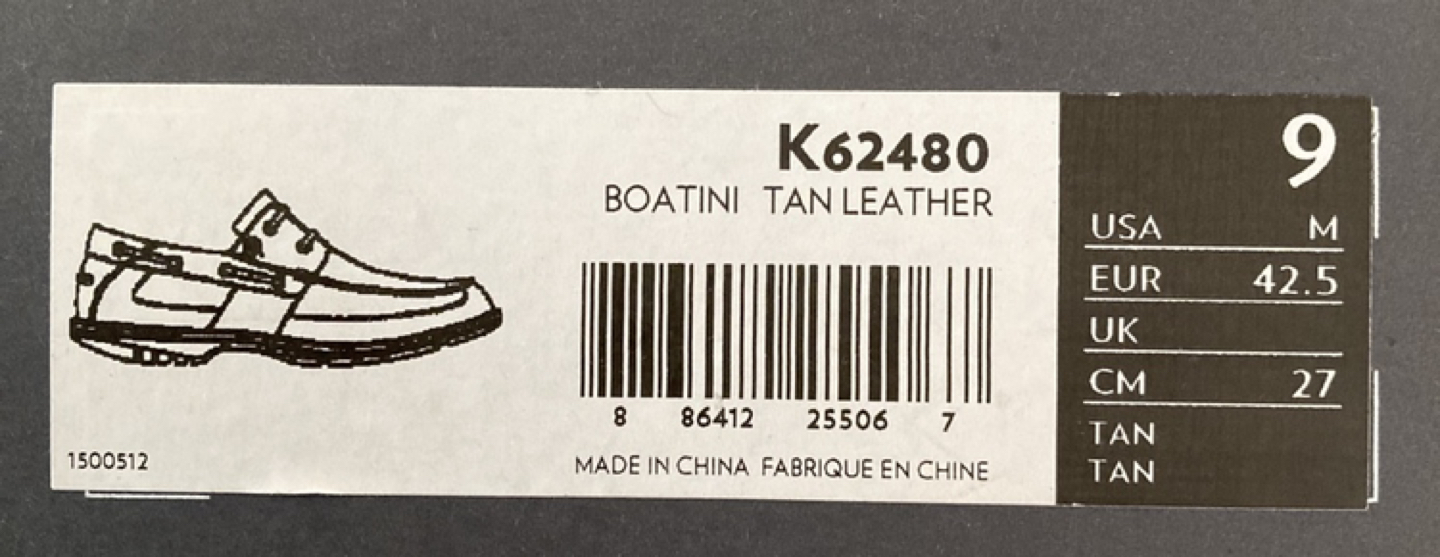 K62480
BOATINI TAN LEATHER
8 86412 25506 7
MADE IN CHINA FABRIQUE EN CHINE
1500512
9
USA M
EUR 42.5
UK
CM 27
TAN
TAN